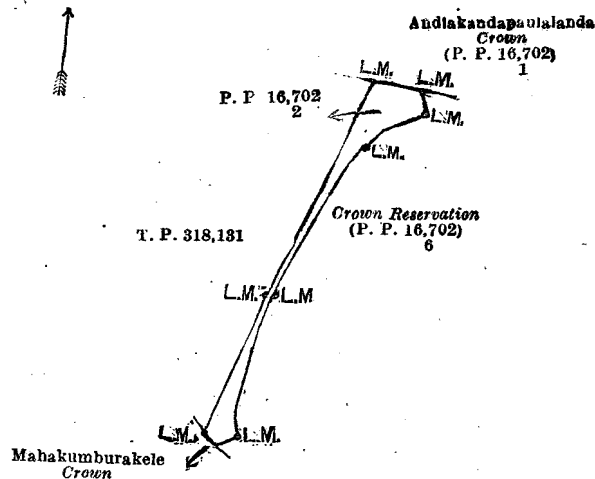 Andiakandapaulalanda
Crown
(P. P. 16,702)
1
L.M.
L.M.
P. P 16,702
2
L.M.
L.M.
Crown Reservation
(P. P. 16,702)
6
T. P. 318,131
L.M.
L.M
L.M.
L.M.
Mahakumburakele
Crown